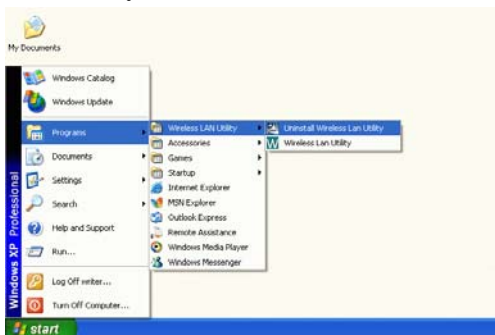 My Documents
Windows Catalog
Windows Update
Programs
Documents
Settings
Search
Help and Support
Run...
Log Off writer...
Turn Off Computer...
Windows XP Professional
Wireless LAN Utility
Accessories
Games
Startup
Internet Explorer
MSN Explorer
Outlook Express
Remote Assistance
Windows Media Player
Windows Messenger
Uninstall Wireless Lan Utility
Wireless Lan Utility
start